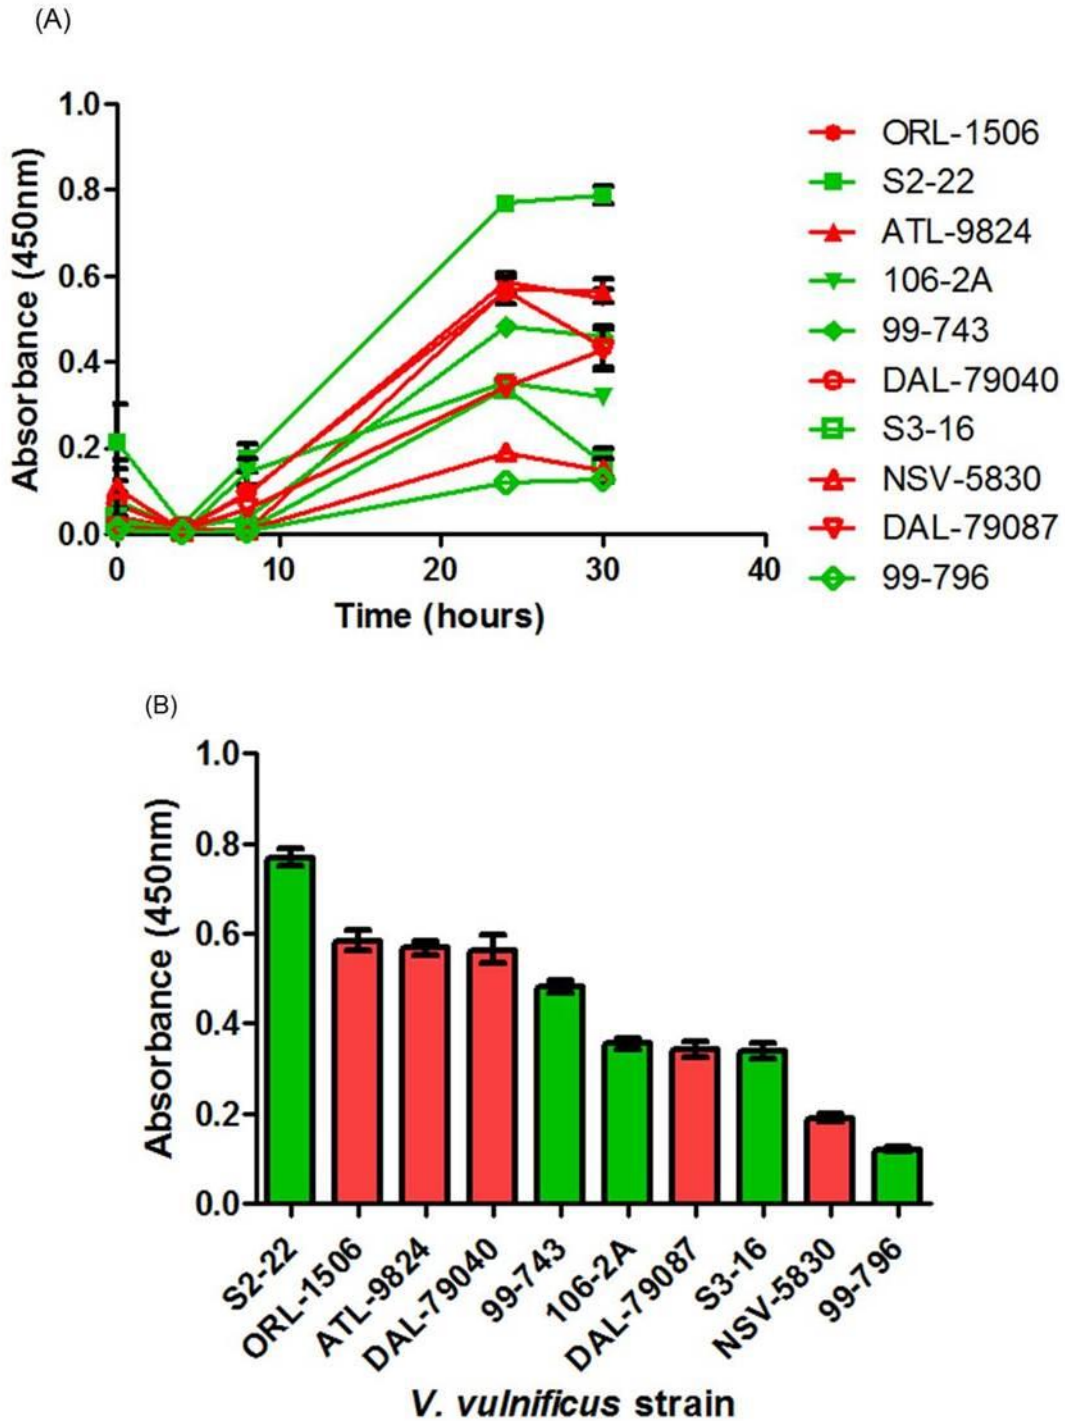 (A)
1.0
0.8
0.6
0.4
0.2
0.0
Absorbance (450nm)
0 10 20 30 40
Time (hours)
ORL-1506
S2-22
ATL-9824
106-2A
99-743
DAL-79040
S3-16
NSV-5830
DAL-79087
99-796
(B)
1.0
0.8
0.6
0.4
0.2
0.0
Absorbance (450nm)
S2-22
ORL-1506
ATL-9824
DAL-79040
99-743
106-2A
DAL-79087
S3-16
NSV-5830
99-796
V. vulnificus strain